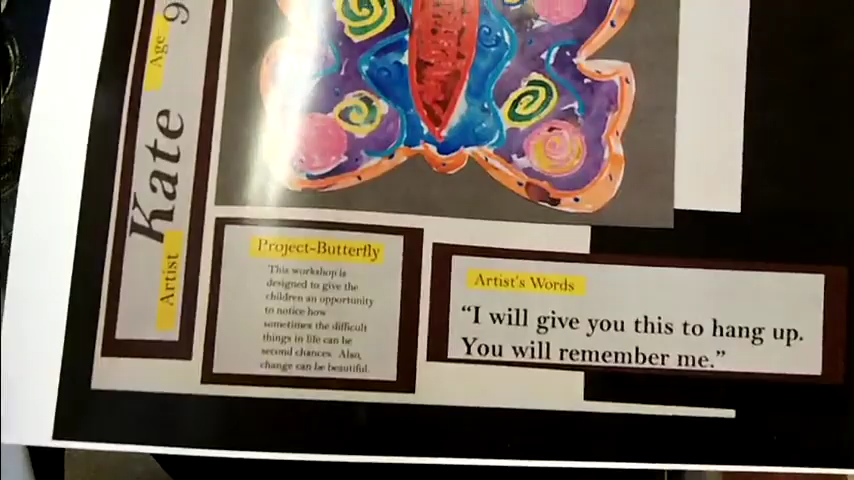 Artist Kate Age 9
Project-Butterfly
This workshop is
designed to give the
children an opportunity
to notice how
sometimes the difficult
things in life can be
second chances. Also,
change can be beautiful.
Artist's Words
“I will give you this to hang up.
You will remember me.”